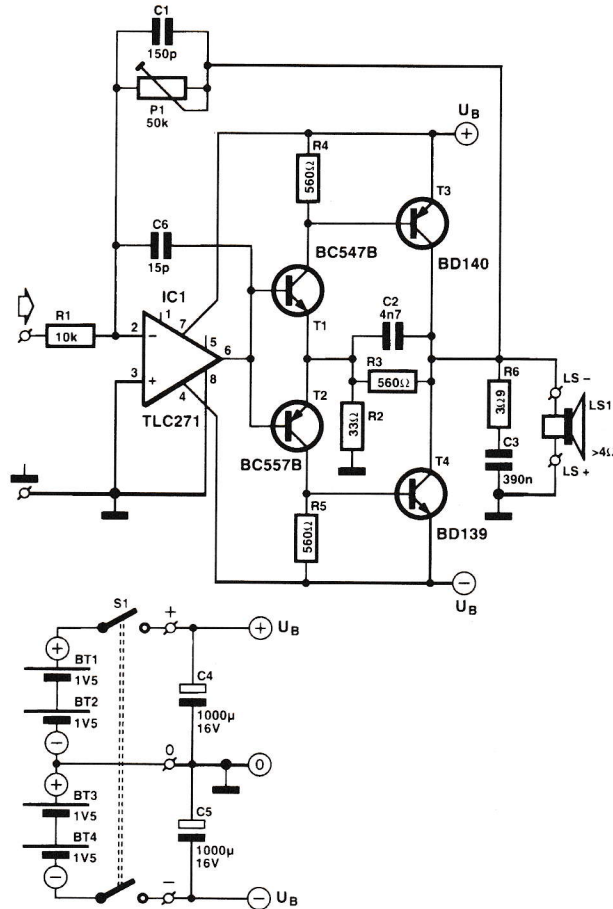 C1
150p
P1
50k
UB
+
R4
560Ω
T3
C6
15p
BC547B
BD140
IC1
T1
C2
4n7
R1
10k
1
2
7
5
6
3
4
8
−
+
TLC271
R3
560Ω
R6
3Ω9
LS −
LS1
T2
R2
33Ω
BC557B
C3
390n
>4Ω
LS +
T4
R5
560Ω
BD139
−
UB
S1
+
+ UB
+
BT1
1V5
C4
1000µ
16V
BT2
1V5
−
0
0
+
BT3
1V5
C5
1000µ
16V
BT4
1V5
−
−
− UB